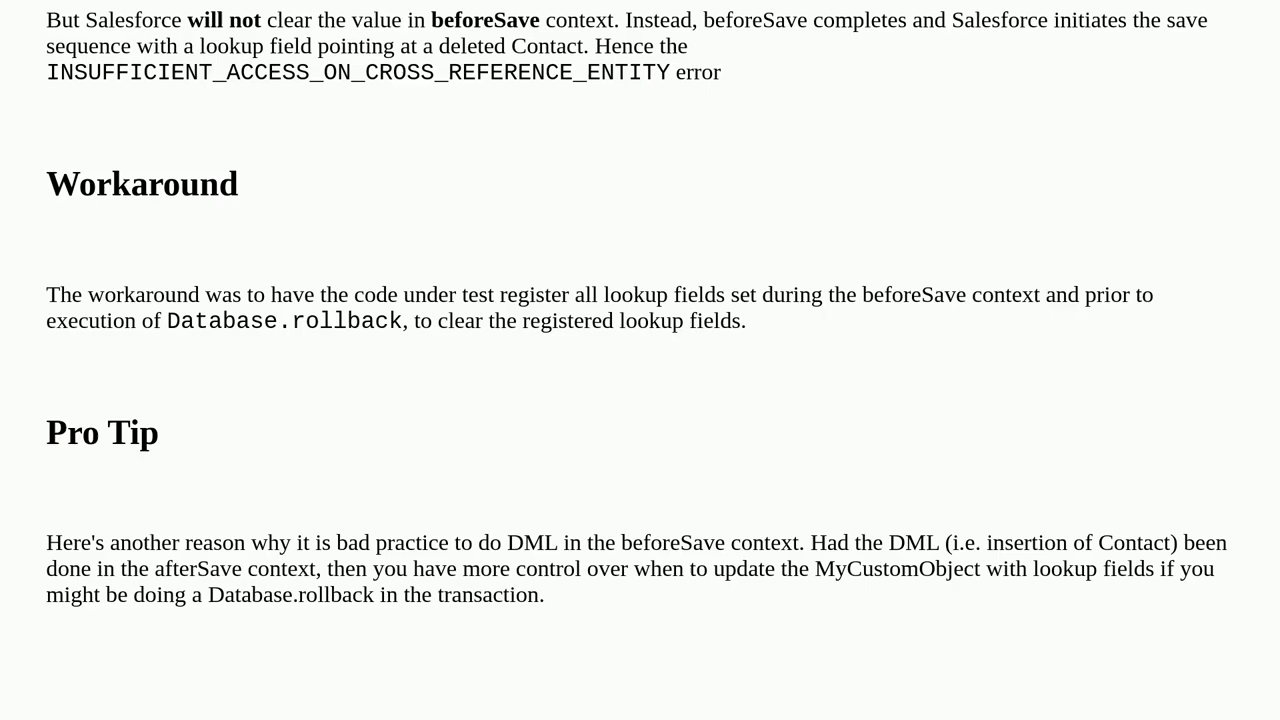 But Salesforce will not clear the value in beforeSave context. Instead, beforeSave completes and Salesforce initiates the save
sequence with a lookup field pointing at a deleted Contact. Hence the
INSUFFICIENT_ACCESS_ON_CROSS_REFERENCE_ENTITY error
Workaround
The workaround was to have the code under test register all lookup fields set during the beforeSave context and prior to
execution of Database.rollback, to clear the registered lookup fields.
Pro Tip
Here's another reason why it is bad practice to do DML in the beforeSave context. Had the DML (i.e. insertion of Contact) been
done in the afterSave context, then you have more control over when to update the MyCustomObject with lookup fields if you
might be doing a Database.rollback in the transaction.